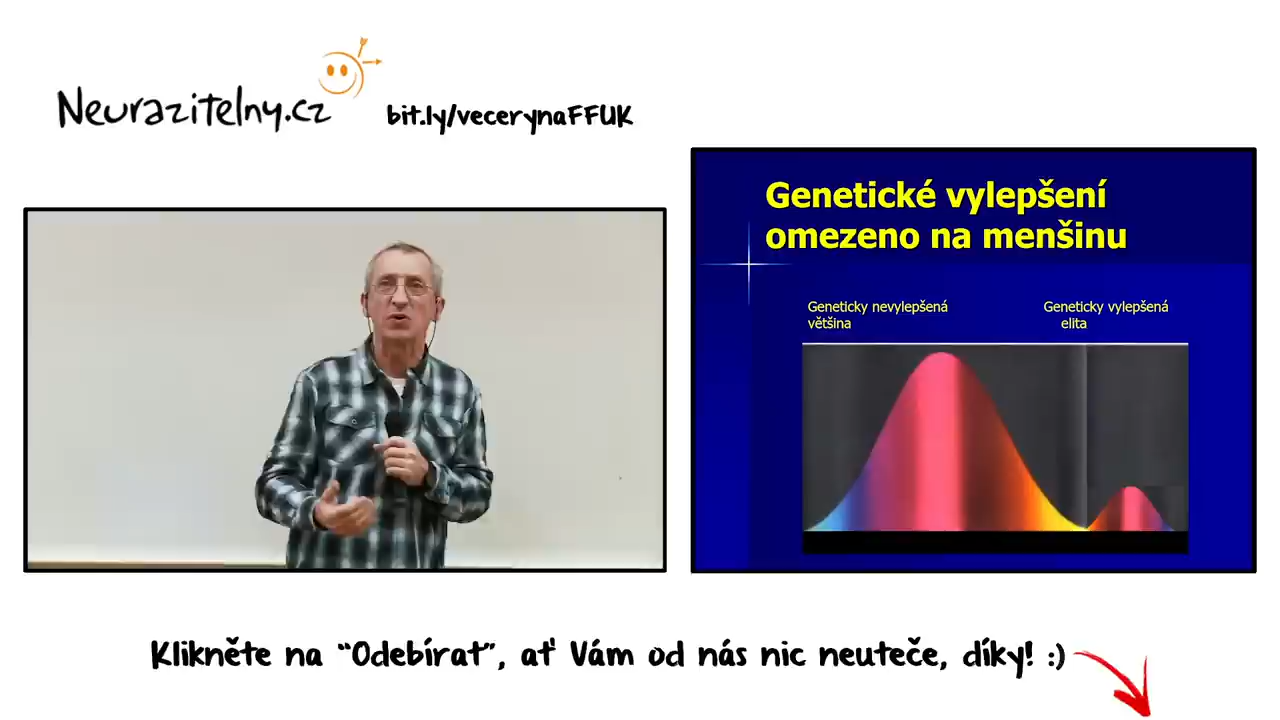 Neurazitelny.cz
bit.ly/vecerynaFFUK
Genetické vylepšení
omezeno na menšinu
Geneticky nevylepšená
většina
Geneticky vylepšená
elita
Klikněte na “Odebírat”, ať Vám od nás nic neuteče, díky! :)